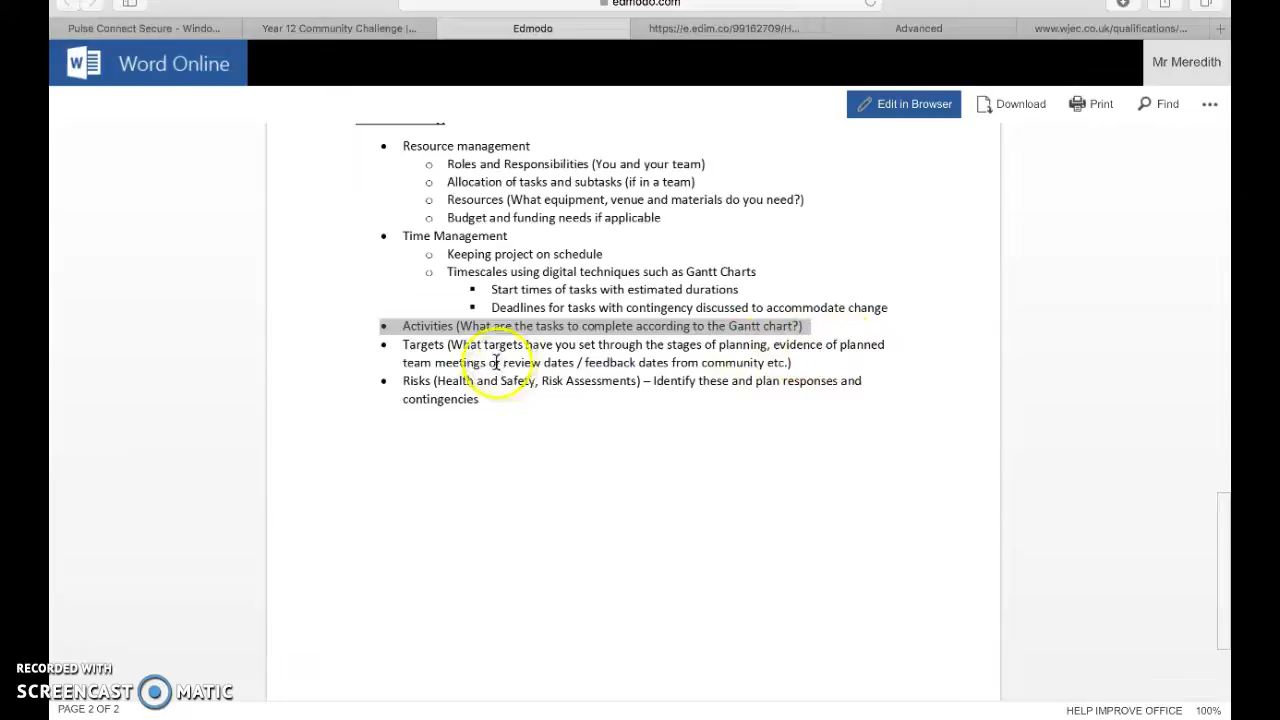 edmodo.com
Pulse Connect Secure - Windo...
Year 12 Community Challenge |...
Edmodo
https://e.edim.co/99162709/H...
Advanced
www.wjec.co.uk/qualifications/...
Word Online
Mr Meredith
Edit in Browser
Download
Print
Find
Resource management
Roles and Responsibilities (You and your team)
Allocation of tasks and subtasks (if in a team)
Resources (What equipment, venue and materials do you need?)
Budget and funding needs if applicable
Time Management
Keeping project on schedule
Timescales using digital techniques such as Gantt Charts
Start times of tasks with estimated durations
Deadlines for tasks with contingency discussed to accommodate change
Activities (What are the tasks to complete according to the Gantt chart?)
Targets (What targets have you set through the stages of planning, evidence of planned
team meetings or review dates / feedback dates from community etc.)
Risks (Health and Safety, Risk Assessments) – Identify these and plan responses and
contingencies
RECORDED WITH
SCREENCAST MATIC
PAGE 2 OF 2
HELP IMPROVE OFFICE
100%